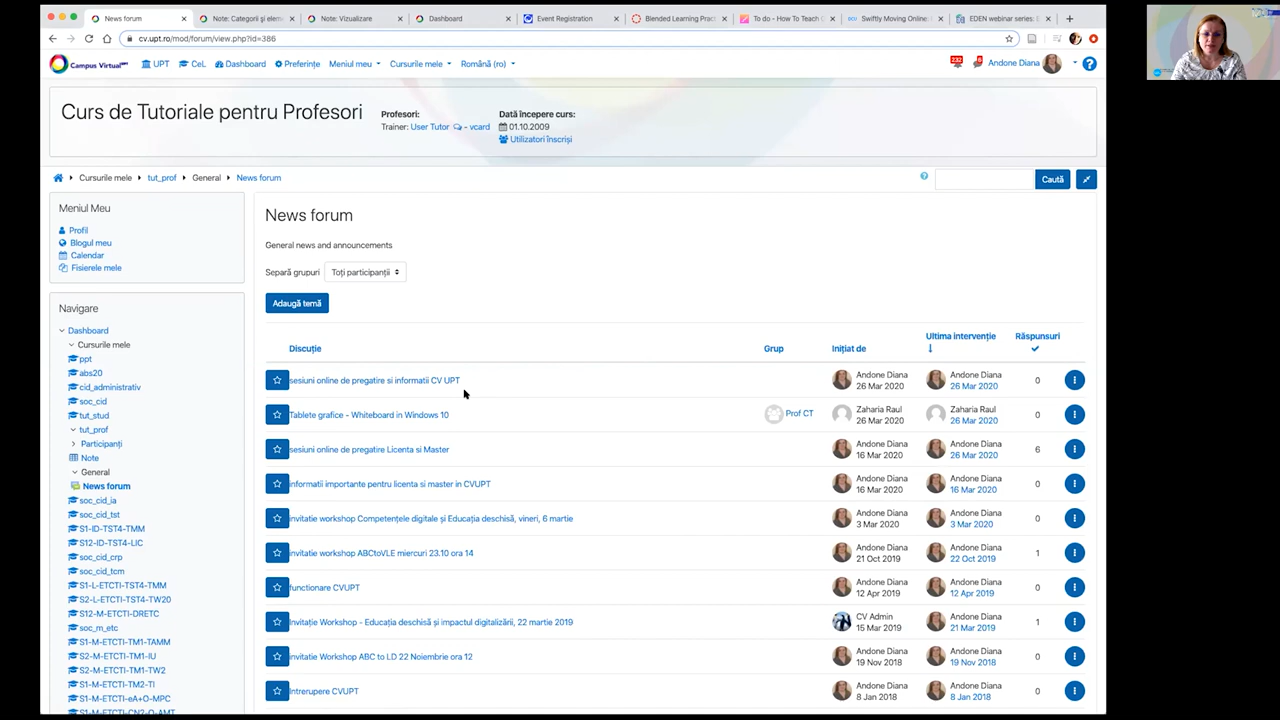 News forum
Note: Categorii şi elem
Note: Vizualizare
Dashboard
Event Registration
Blended Learning Prac
To do - How To Teach C
Swiftly Moving Online:
EDEN webinar series:
cv.upt.ro/mod/forum/view.php?id=386
Campus Virtual
UPT
CeL
Dashboard
Preferințe
Meniul meu
Cursurile mele
Română (ro)
232
Andone Diana
Curs de Tutoriale pentru Profesori
Profesori:
Trainer: User Tutor - vcard
Dată începere curs:
01.10.2009
Utilizatori înscrişi
Cursurile mele
tut_prof
General
News forum
Caută
Meniul Meu
Profil
Blogul meu
Calendar
Fisierele mele
Navigare
Dashboard
Cursurile mele
ppt
abs20
cid_administrativ
soc_cid
tut_stud
tut_prof
Participanți
Note
General
News forum
soc_cid_ia
soc_cid_tst
S1-ID-TST4-TMM
S12-ID-TST4-LIC
soc_cid_crp
soc_cid_tcm
S1-L-ETCTI-TST4-TMM
S2-L-ETCTI-TST4-TW20
S12-M-ETCTI-DRETC
soc_m_etc
S1-M-ETCTI-TM1-TAMM
S2-M-ETCTI-TM1-IU
S2-M-ETCTI-TM1-TW2
S1-M-ETCTI-TM2-TI
S1-M-ETCTI-eA+O-MPC
S1-M-ETCTI-CN2-O-AMT
News forum
General news and announcements
Separă grupuri
Toți participanții
Adaugă temă
Discuție Grup Inițiat de Ultima intervenție Răspunsuri
sesiuni online de pregatire si informatii CV UPT
Andone Diana
26 Mar 2020
Andone Diana
26 Mar 2020
0
Tablete grafice - Whiteboard in Windows 10
Prof CT
Zaharia Raul
26 Mar 2020
Zaharia Raul
26 Mar 2020
0
sesiuni online de pregatire Licenta si Master
Andone Diana
16 Mar 2020
Andone Diana
26 Mar 2020
6
informatii importante pentru licenta si master in CVUPT
Andone Diana
16 Mar 2020
Andone Diana
16 Mar 2020
0
invitatie workshop Competențele digitale și Educația deschisă, vineri, 6 martie
Andone Diana
3 Mar 2020
Andone Diana
3 Mar 2020
0
invitatie workshop ABCtoVLE miercuri 23.10 ora 14
Andone Diana
21 Oct 2019
Andone Diana
22 Oct 2019
1
functionare CVUPT
Andone Diana
12 Apr 2019
Andone Diana
12 Apr 2019
0
Invitație Workshop - Educația deschisă și impactul digitalizării, 22 martie 2019
CV Admin
15 Mar 2019
Andone Diana
21 Mar 2019
1
invitatie Workshop ABC to LD 22 Noiembrie ora 12
Andone Diana
19 Nov 2018
Andone Diana
19 Nov 2018
0
Intrerupere CVUPT
Andone Diana
8 Jan 2018
Andone Diana
8 Jan 2018
0